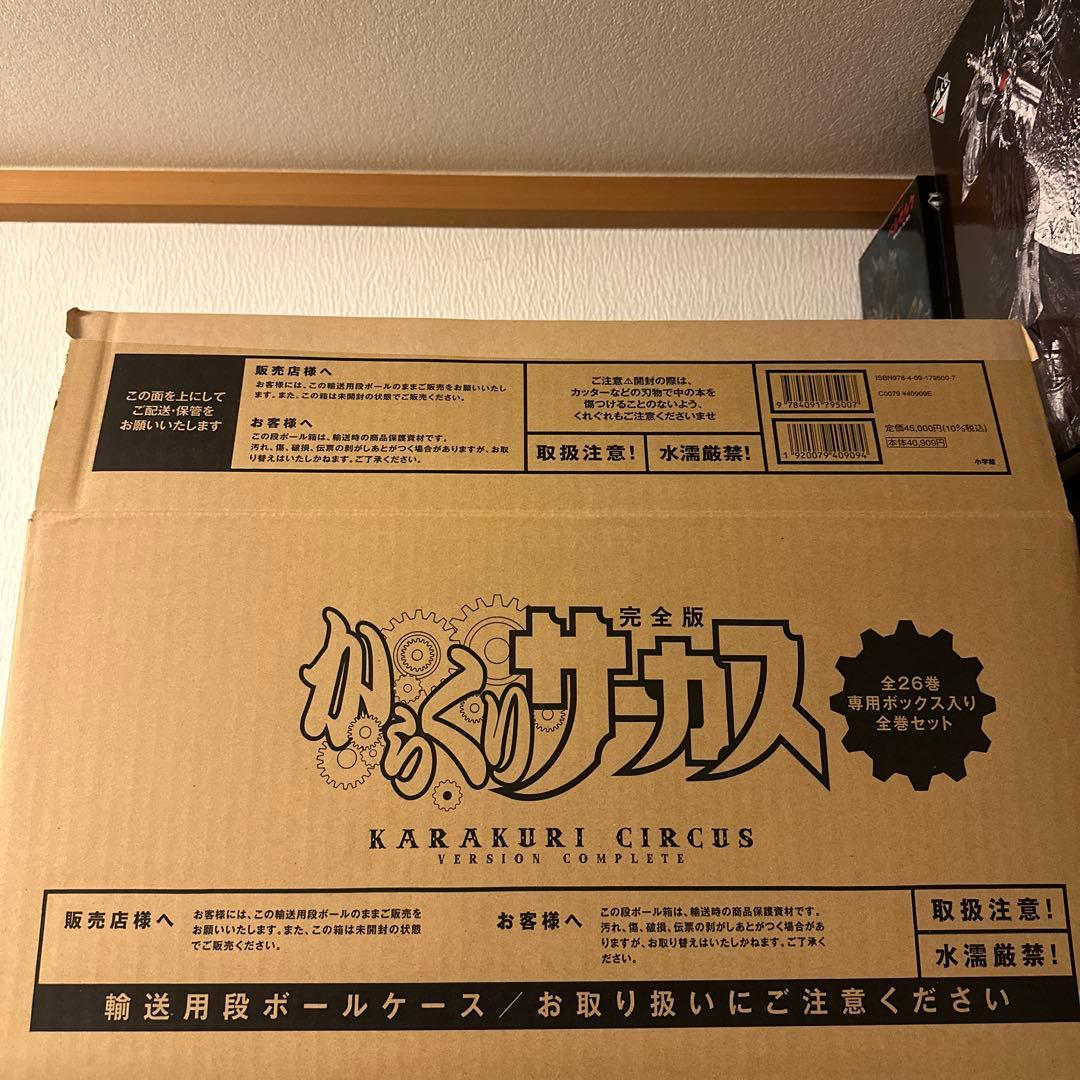 この面を上にして
ご配送・保管を
お願いいたします
販売店様へ
お客様には、この輸送用段ボールのままご販売をお願いいたしま
す。また、この箱は未開封の状態でご販売ください。
お客様へ
この段ボール箱は、輸送時の商品保護資材です。
汚れ、傷、破損、伝票の剥がしあとがつく場合がありますが、お取
り替えはいたしかねます。ご了承ください。
ご注意⚠開封の際は、
カッターなどの刃物で中の本を
傷つけることのないよう、
くれぐれもご注意くださいませ
取扱注意!
水濡厳禁!
9 784091 795007
1 920079 409094
ISBN978-4-09-179500-7
C0079 ¥40909E
定価45,000円(10%税込)
本体40,909円
小学館
完全版
からくりサーカス
全26巻
専用ボックス入り
全巻セット
KARAKURI CIRCUS
VERSION COMPLETE
販売店様へ
お客様には、この輸送用段ボールのままご販売を
お願いいたします。また、この箱は未開封の状態
でご販売ください。
お客様へ
この段ボール箱は、輸送時の商品保護資材です。
汚れ、傷、破損、伝票の剥がしあとがつく場合があ
りますが、お取り替えはいたしかねます。ご了承く
ださい。
取扱注意!
水濡厳禁!
輸送用段ボールケース/お取り扱いにご注意ください